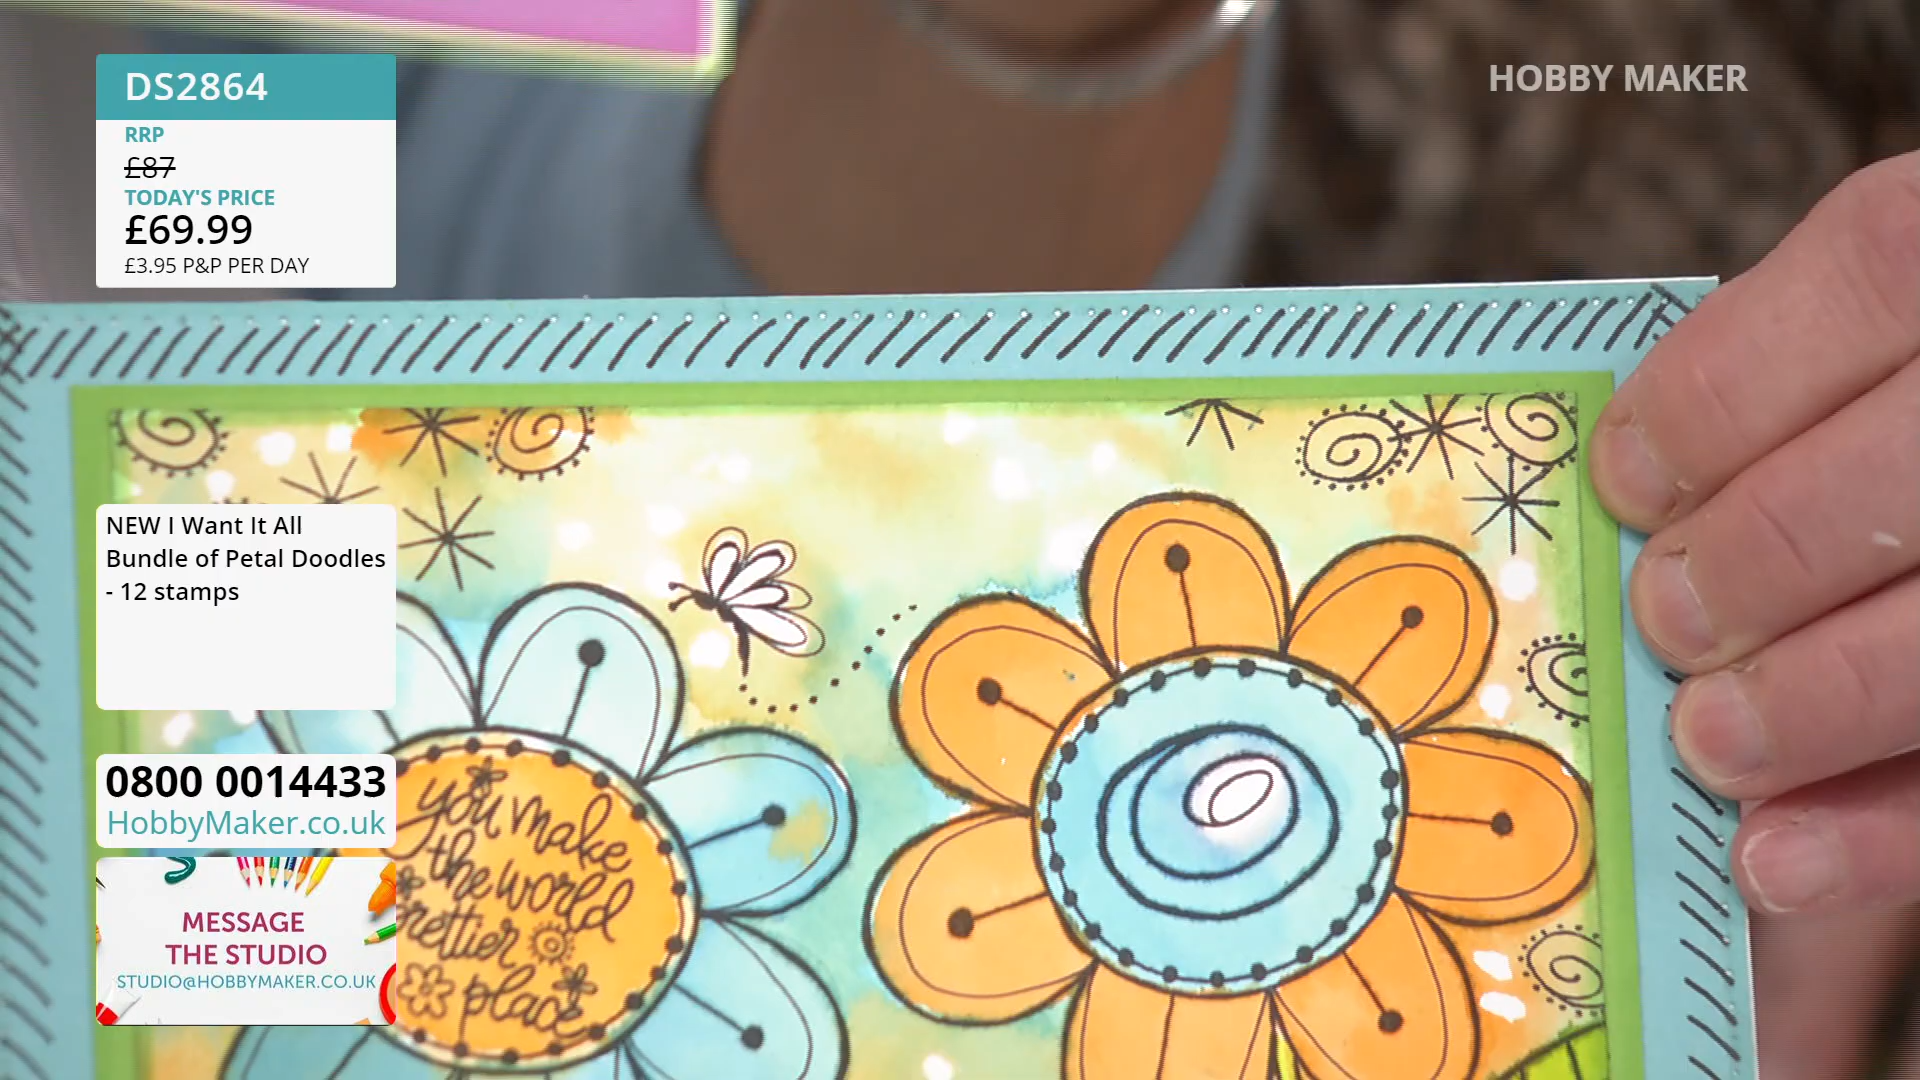 DS2864
RRP
£87
TODAY'S PRICE
£69.99
£3.95 P&P PER DAY
HOBBY MAKER
NEW I Want It All
Bundle of Petal Doodles
- 12 stamps
0800 0014433
HobbyMaker.co.uk
MESSAGE
THE STUDIO
STUDIO@HOBBYMAKER.CO.UK
you make
the world
rettier
place